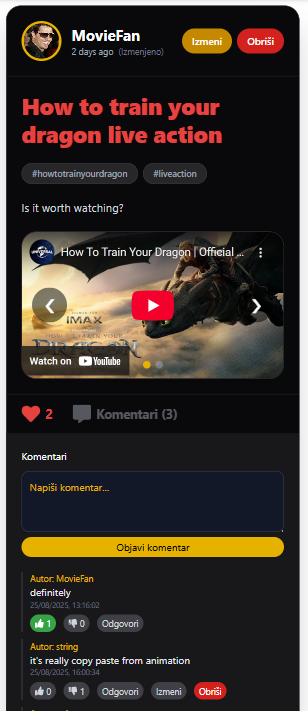 MovieFan
2 days ago (Izmenjeno)
Izmeni
Obriši
How to train your
dragon live action
#howtotrainyourdragon
#liveaction
Is it worth watching?
UNIVERSAL
How To Train Your Dragon | Official ...
IMAX
DRAGON
Watch on YouTube
2
Komentari (3)
Komentari
Napiši komentar...
Objavi komentar
Autor: MovieFan
definitely
25/08/2025, 13:16:02
1
0
Odgovori
Autor: string
it's really copy paste from animation
25/08/2025, 16:00:34
0
1
Odgovori
Izmeni
Obriši